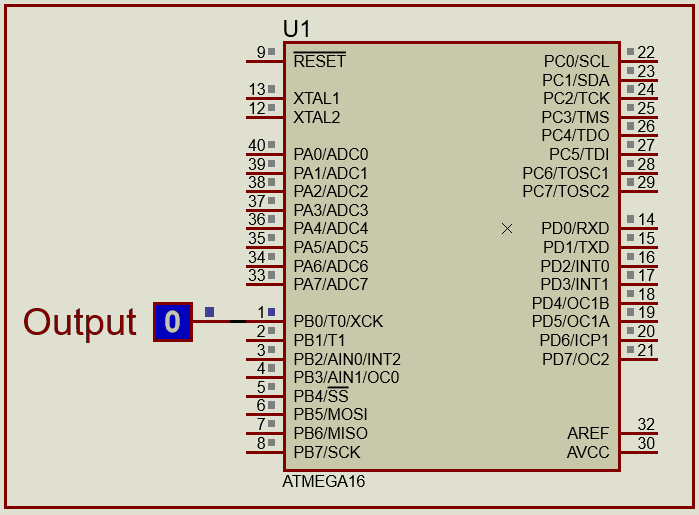 U1
9 RESET
13 XTAL1
12 XTAL2
40 PA0/ADC0
39 PA1/ADC1
38 PA2/ADC2
37 PA3/ADC3
36 PA4/ADC4
35 PA5/ADC5
34 PA6/ADC6
33 PA7/ADC7
Output 0 1 PB0/T0/XCK
2 PB1/T1
3 PB2/AIN0/INT2
4 PB3/AIN1/OC0
5 PB4/SS
6 PB5/MOSI
7 PB6/MISO
8 PB7/SCK
PC0/SCL 22
PC1/SDA 23
PC2/TCK 24
PC3/TMS 25
PC4/TDO 26
PC5/TDI 27
PC6/TOSC1 28
PC7/TOSC2 29
PD0/RXD 14
PD1/TXD 15
PD2/INT0 16
PD3/INT1 17
PD4/OC1B 18
PD5/OC1A 19
PD6/ICP1 20
PD7/OC2 21
AREF 32
AVCC 30
ATMEGA16